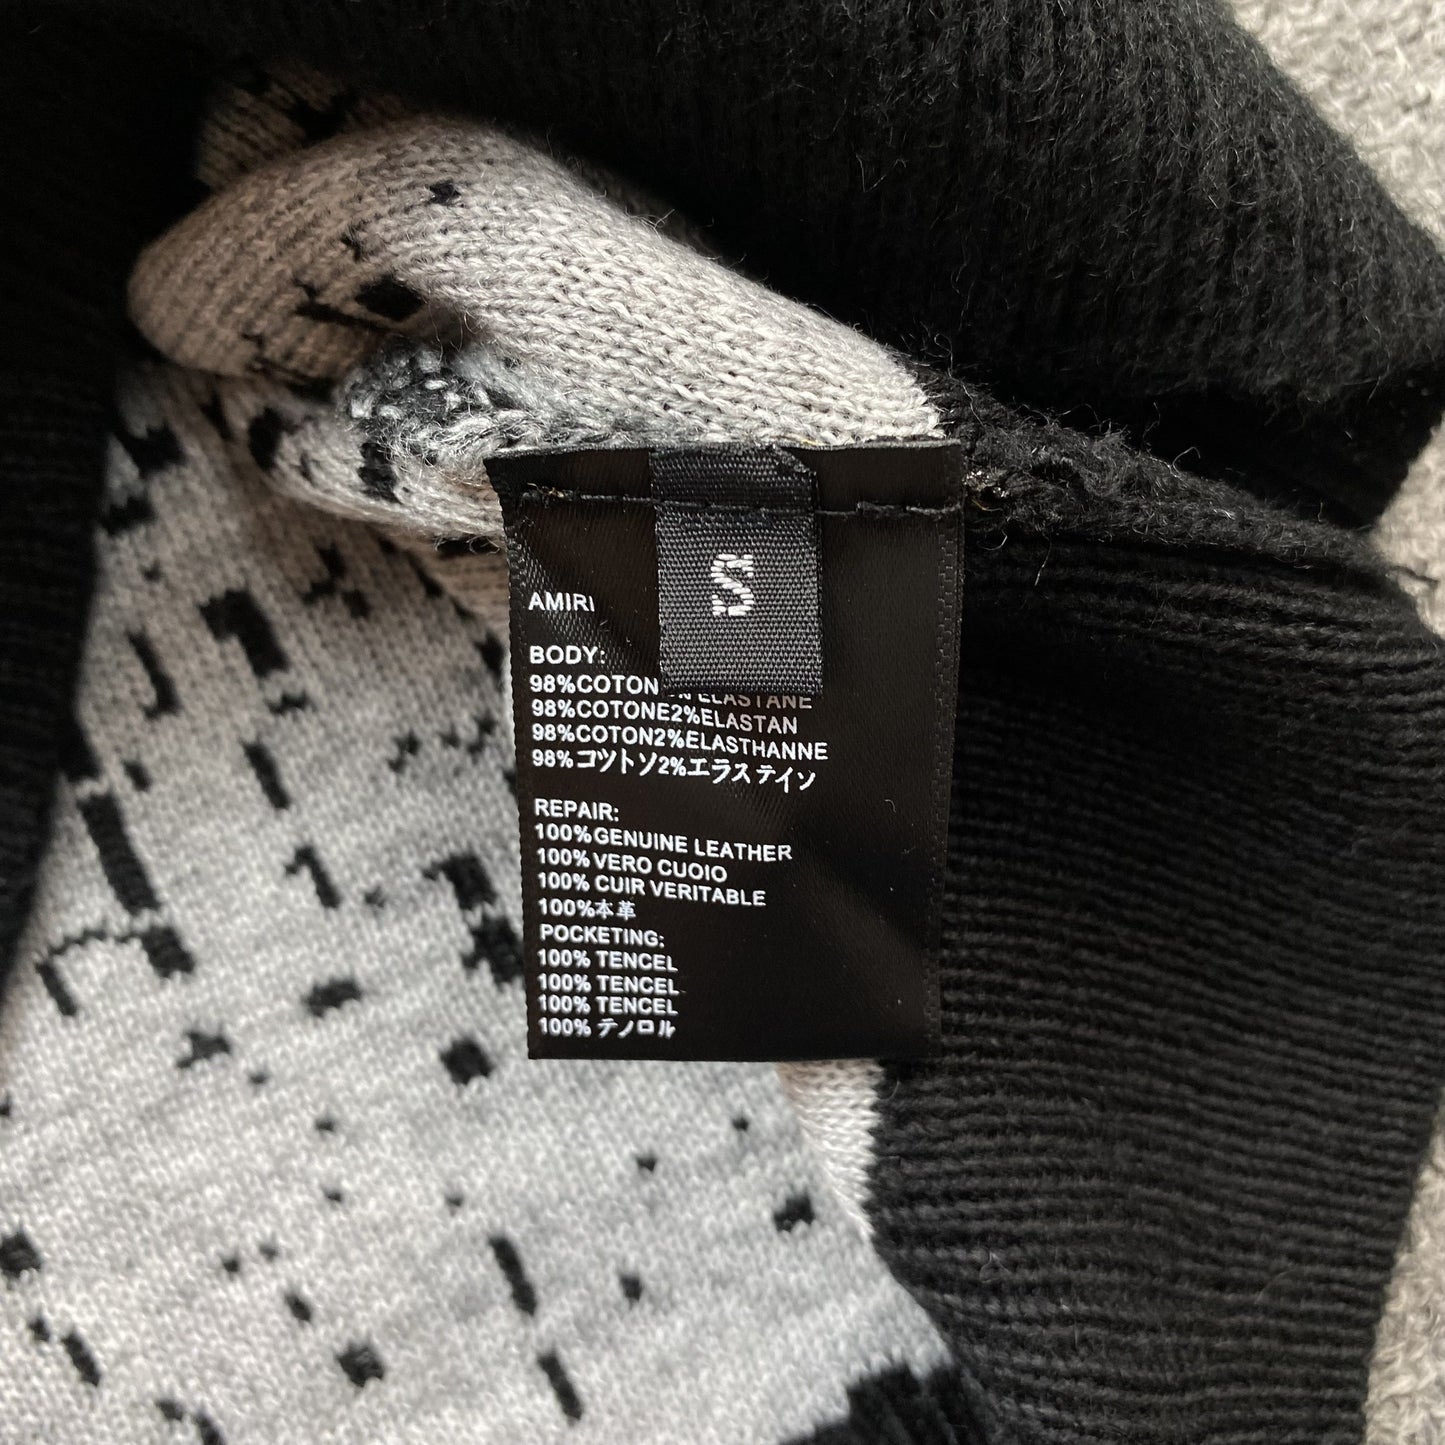 S
AMIRI
BODY:
98%COTON ELASTANE
98%COTONE2%ELASTAN
98%COTON2%ELASTHANNE
98%コツトソ2%エラステイソ
REPAIR:
100%GENUINE LEATHER
100% VERO CUOIO
100% CUIR VERITABLE
100%本革
POCKETING:
100% TENCEL
100% TENCEL
100% TENCEL
100% テノロル